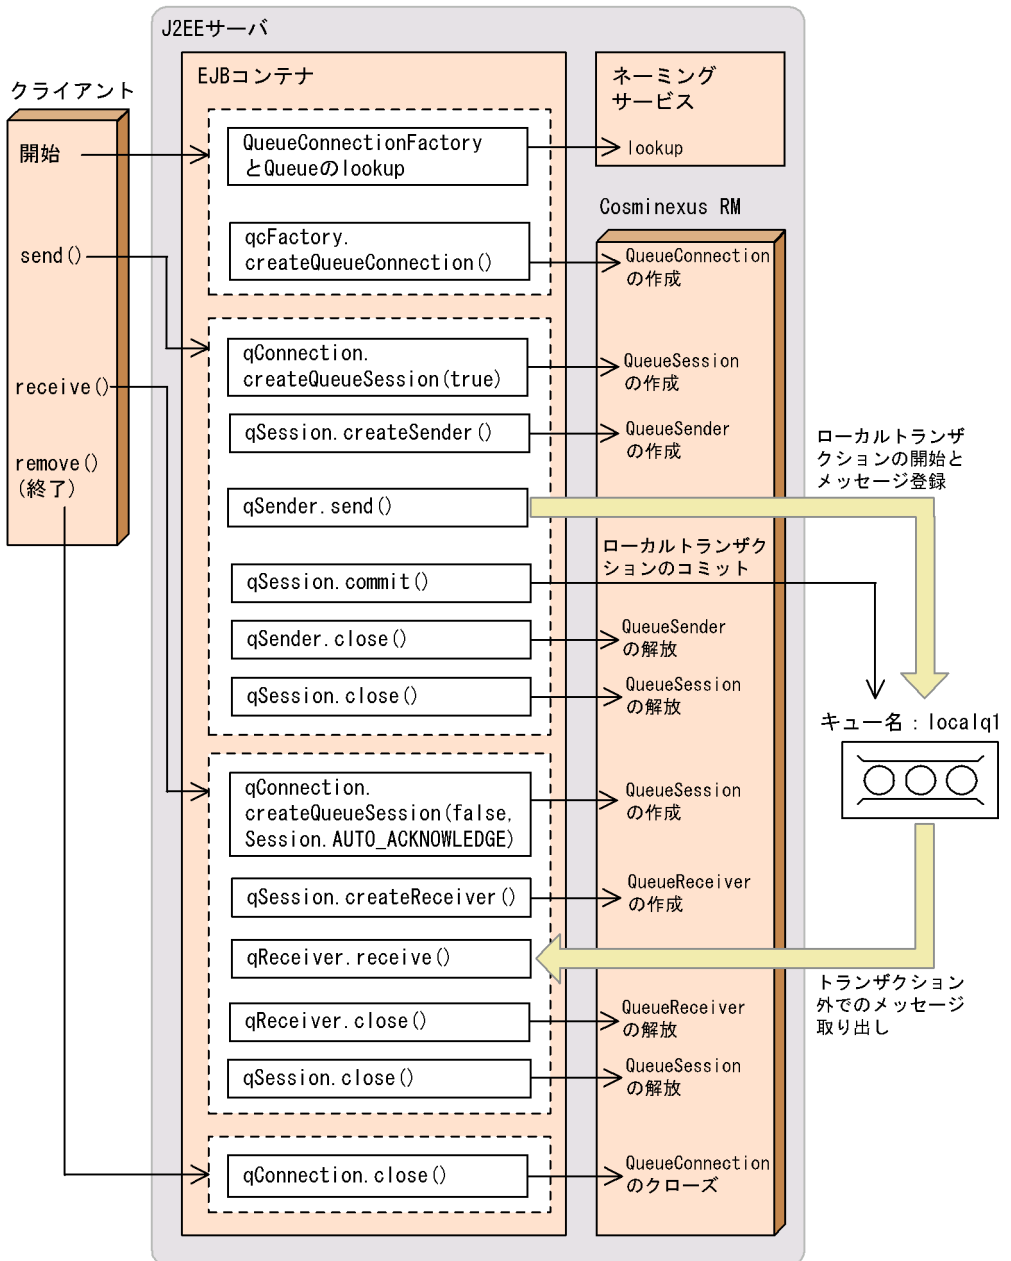 J2EEサーバ
クライアント
開始
send()
receive()
remove()
(終了)
EJBコンテナ
QueueConnectionFactory
とQueueのlookup
qcFactory.
createQueueConnection()
qConnection.
createQueueSession(true)
qSession.createSender()
qSender.send()
qSession.commit()
qSender.close()
qSession.close()
qConnection.
createQueueSession(false,
Session.AUTO_ACKNOWLEDGE)
qSession.createReceiver()
qReceiver.receive()
qReceiver.close()
qSession.close()
qConnection.close()
ネーミング
サービス
lookup
Cosminexus RM
QueueConnection
の作成
QueueSession
の作成
QueueSender
の作成
ローカルトランザク
ションのコミット
QueueSender
の解放
QueueSession
の解放
QueueSession
の作成
QueueReceiver
の作成
QueueReceiver
の解放
QueueSession
の解放
QueueConnection
のクローズ
ローカルトランザ
クションの開始と
メッセージ登録
キュー名：localq1
トランザクション
外でのメッセージ
取り出し